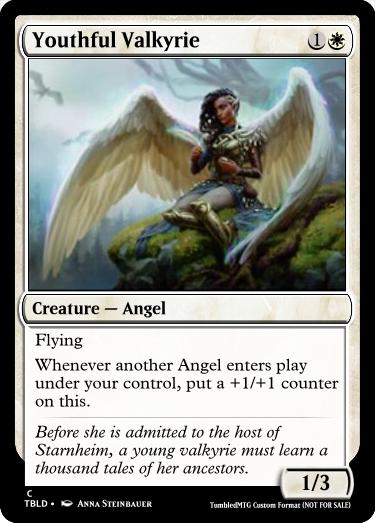 Youthful Valkyrie 1
Creature — Angel
Flying
Whenever another Angel enters play
under your control, put a +1/+1 counter
on this.
Before she is admitted to the host of
Starnheim, a young valkyrie must learn a
thousand tales of her ancestors.
1/3
C
TBLD • Anna Steinbauer
TumbledMTG Custom Format (NOT FOR SALE)